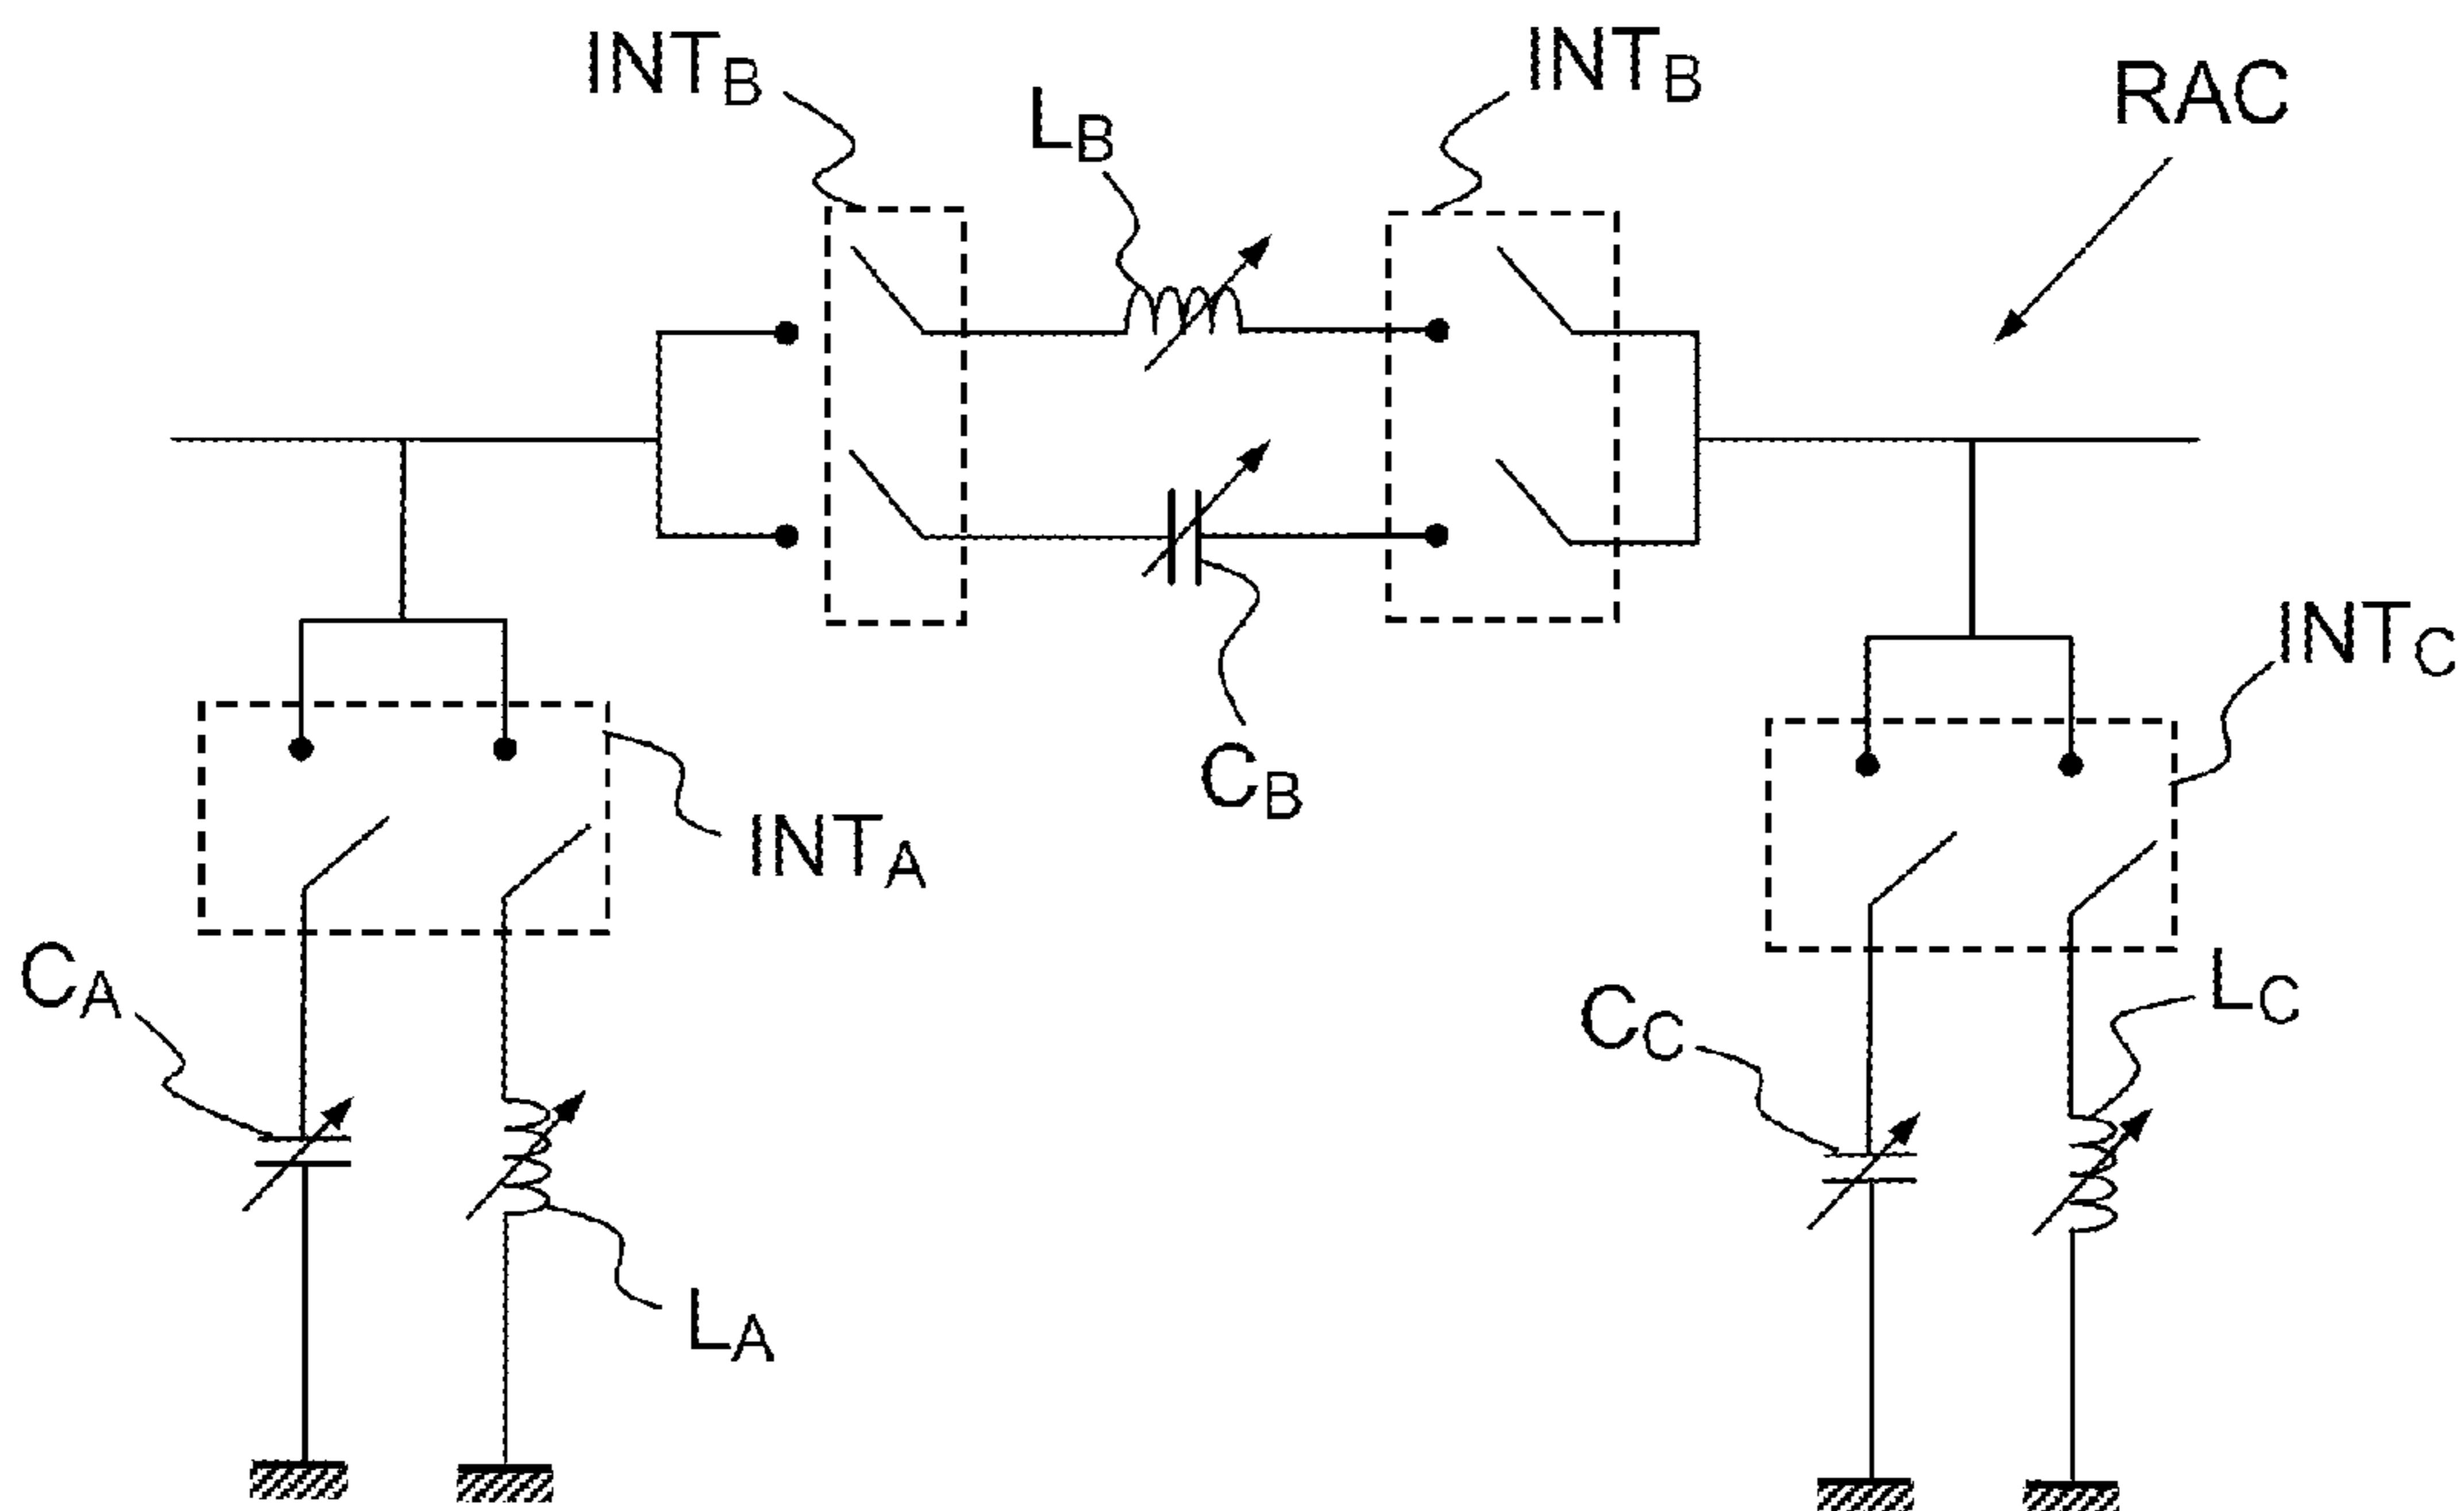 INT_B
L_B
INT_B
RAC
C_B
INT_A
INT_C
C_A
C_C
L_C
L_A